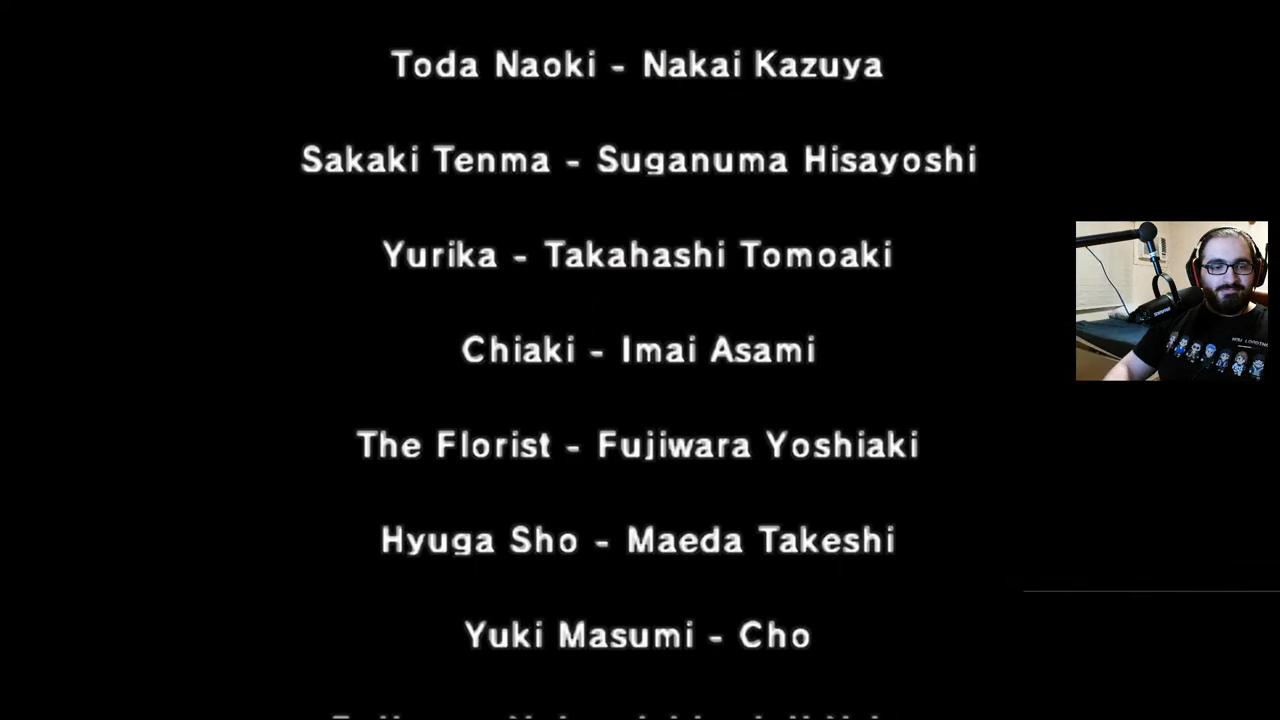 Toda Naoki - Nakai Kazuya
Sakaki Tenma - Suganuma Hisayoshi
Yurika - Takahashi Tomoaki
Chiaki - Imai Asami
The Florist - Fujiwara Yoshiaki
Hyuga Sho - Maeda Takeshi
Yuki Masumi - Cho